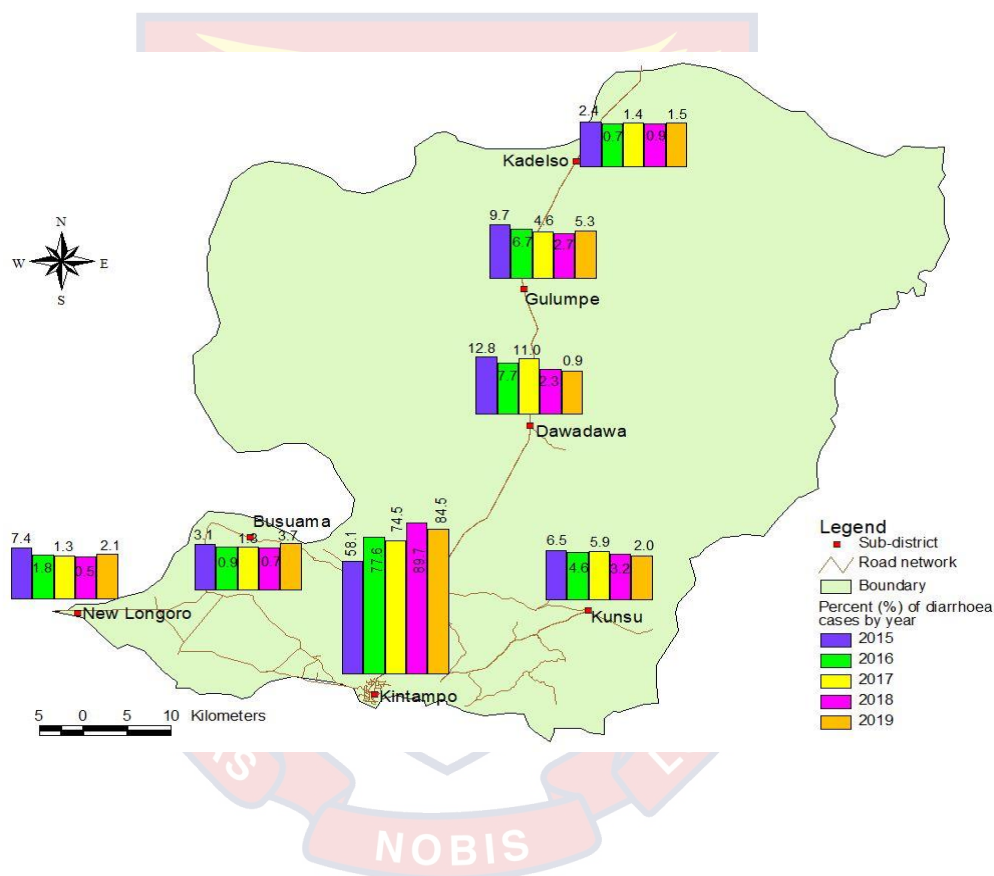 2.4 0.7 1.4 0.9 1.5
Kadelso
N
W E
S
9.7 6.7 4.6 2.7 5.3
Gulumpe
12.8 7.7 11.0 2.3 0.9
Dawadawa
Busuama
7.4 1.8 1.3 0.5 2.1
New Longoro
3.1 0.9 1.3 0.7 3.7
58.1 77.6 74.5 89.7 84.5
Kintampo
6.5 4.6 5.9 3.2 2.0
Kunsu
Legend
Sub-district
Road network
Boundary
Percent (%) of diarrhoea
cases by year
2015
2016
2017
2018
2019
5 0 5 10 Kilometers
NOBIS